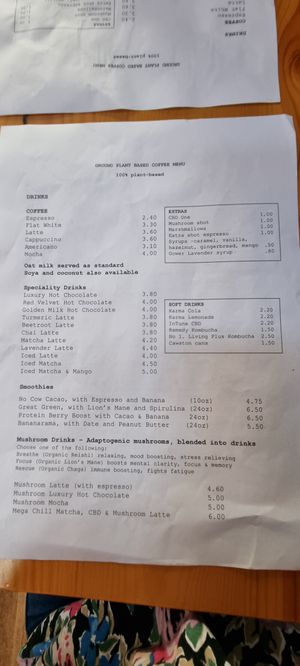 GROUND PLANT BASED COFFEE MENU
100% plant-based
DRINKS
COFFEE
Espresso 2.40
Flat White 3.30
Latte 3.60
Cappuccino 3.60
Americano 3.10
Mocha 4.00
Oat milk served as standard
Soya and coconut also available
EXTRAS
CBD One 1.00
Mushroom shot 1.00
Marshmallows 1.00
Extra shot espresso 1.00
Syrups -caramel, vanilla,
hazelnut, gingerbread, mango .50
Gower Lavender syrup .80
Speciality Drinks
Luxury Hot Chocolate 3.80
Red Velvet Hot Chocolate 4.00
Golden Milk Hot Chocolate 4.00
Turmeric Latte 3.80
Beetroot Latte 3.80
Chai Latte 3.80
Matcha Latte 4.20
Lavender Latte 4.40
Iced Latte 4.00
Iced Matcha 4.50
Iced Matcha & Mango 5.00
SOFT DRINKS
Karma Cola 2.20
Karma Lemonade 2.20
InTune CBD 2.20
Remedy Kombucha 1.50
No 1. Living Plus Kombucha 2.50
Cawston cans 1.50
Smoothies
No Cow Cacao, with Espresso and Banana (10oz) 4.75
Great Green, with Lion's Mane and Spirulina (24oz) 6.50
Protein Berry Boost with Cacao & Banana 24oz) 6.50
Bananarama, with Date and Peanut Butter (24oz) 5.50
Mushroom Drinks - Adaptogenic mushrooms, blended into drinks
Choose one of the following:
Breathe (Organic Reishi) relaxing, mood boosting, stress relieving
Focus (Organic Lion's Mane) boosts mental clarity, focus & memory
Rescue (Organic Chaga) immune boosting, fights fatigue
Mushroom Latte (with espresso) 4.60
Mushroom Luxury Hot Chocolate 5.00
Mushroom Mocha 5.00
Mega Chill Matcha, CBD & Mushroom Latte 6.00